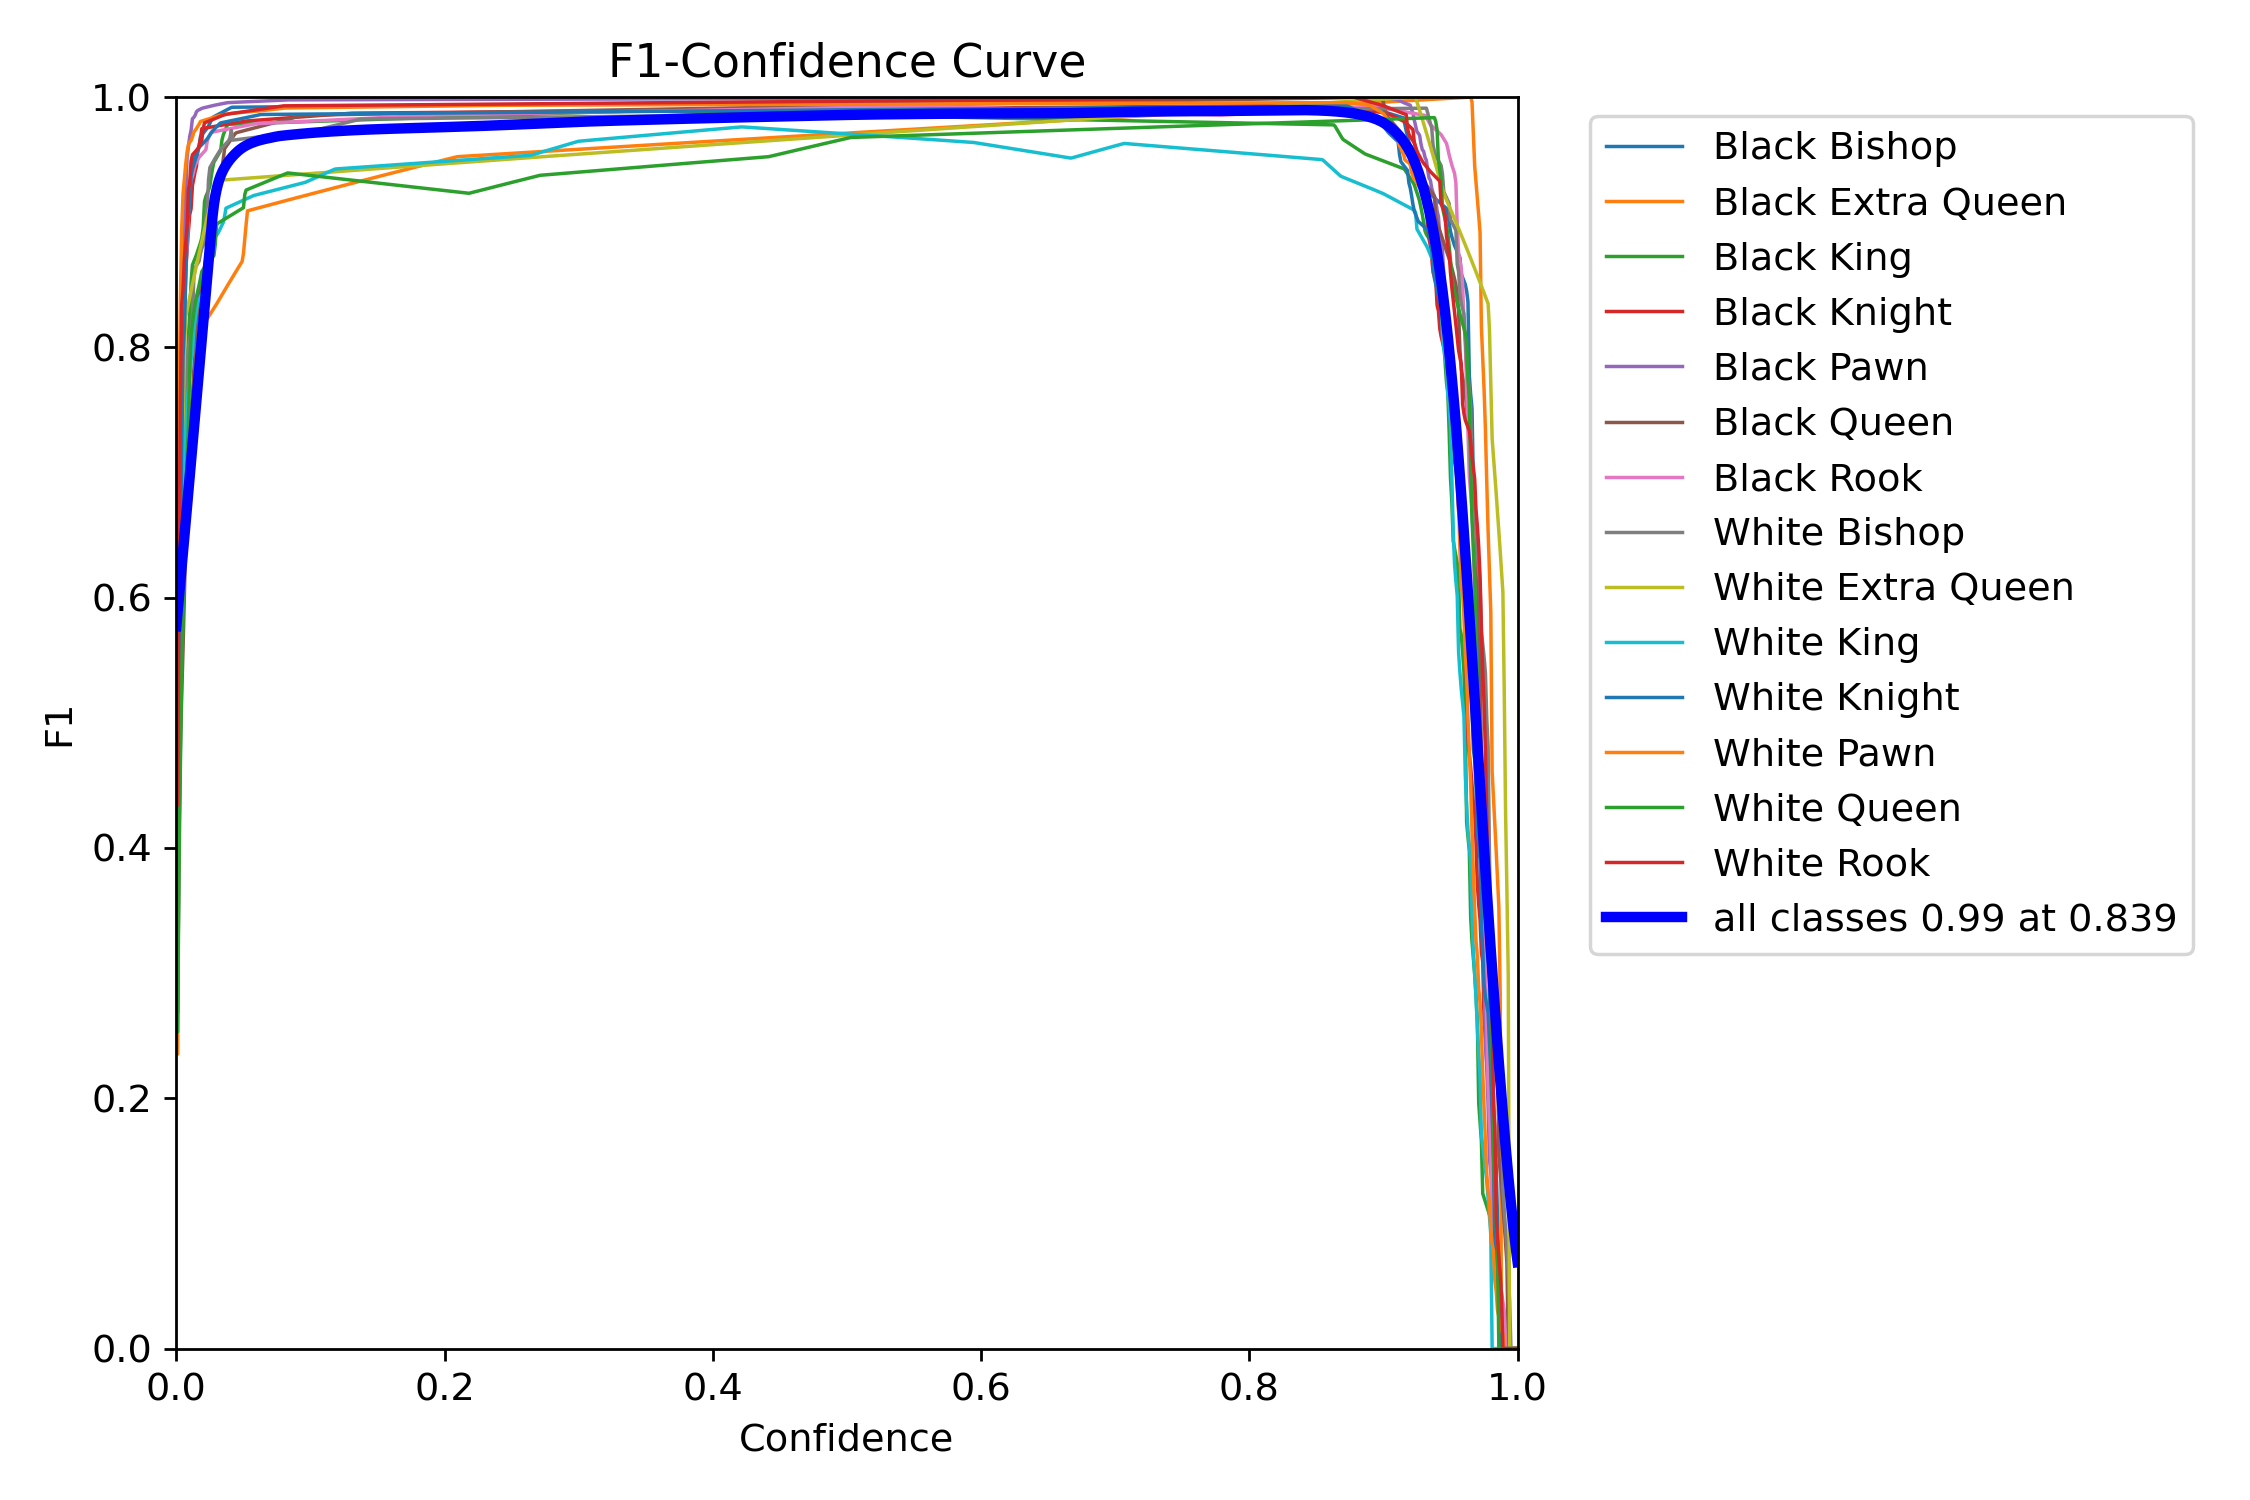 F1-Confidence Curve
1.0
0.8
0.6
0.4
0.2
0.0
F1
0.0 0.2 0.4 0.6 0.8 1.0
Confidence
Black Bishop
Black Extra Queen
Black King
Black Knight
Black Pawn
Black Queen
Black Rook
White Bishop
White Extra Queen
White King
White Knight
White Pawn
White Queen
White Rook
all classes 0.99 at 0.839